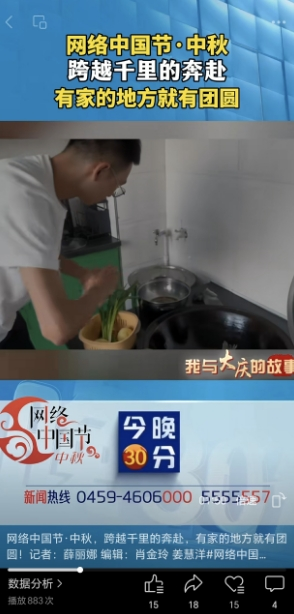 网络中国节·中秋
跨越千里的奔赴
有家的地方就有团圆
我与大庆的故事
网络
中国节
中秋
今晚
30分
新闻热线 0459-4606000 5555557
网络中国节·中秋，跨越千里的奔赴，有家的地方就有团
圆！记者：薛丽娜 编辑：肖金玲 姜慧洋#网络中国...
数据分析 >
播放 883 次
15 18 9 4